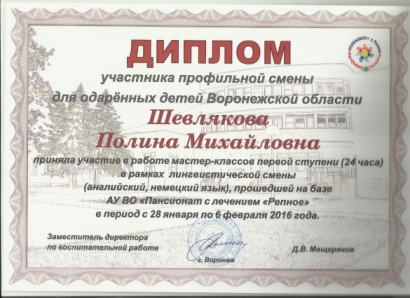 ДИПЛОМ
участника профильной смены
для одарённых детей Воронежской области
Шевлякова
Полина Михайловна
приняла участие в работе мастер-классов первой ступени (24 часа)
в рамках лингвистической смены
(английский, немецкий язык), прошедшей на базе
АУ ВО «Пансионат с лечением «Репное»
в период с 28 января по 6 февраля 2016 года.
Заместитель директора
по воспитательной работе
Д.В. Мещеряков
г. Воронеж